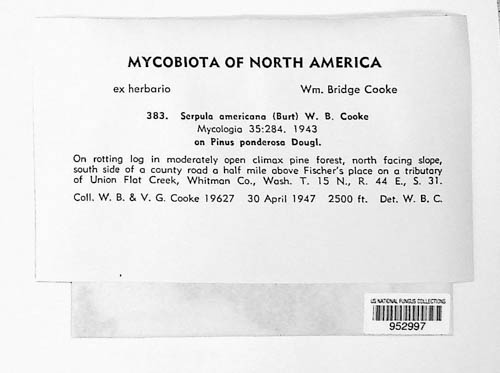 MYCOBIOTA OF NORTH AMERICA
ex herbario Wm. Bridge Cooke
383. Serpula americana (Burt) W. B. Cooke
Mycologia 35:284. 1943
on Pinus ponderosa Dougl.
On rotting log in moderately open climax pine forest, north facing slope,
south side of a county road a half mile above Fischer's place on a tributary
of Union Flat Creek, Whitman Co., Wash. T. 15 N., R. 44 E., S. 31.
Coll. W. B. & V. G. Cooke 19627 30 April 1947 2500 ft. Det. W. B. C.
US NATIONAL FUNGUS COLLECTIONS
952997